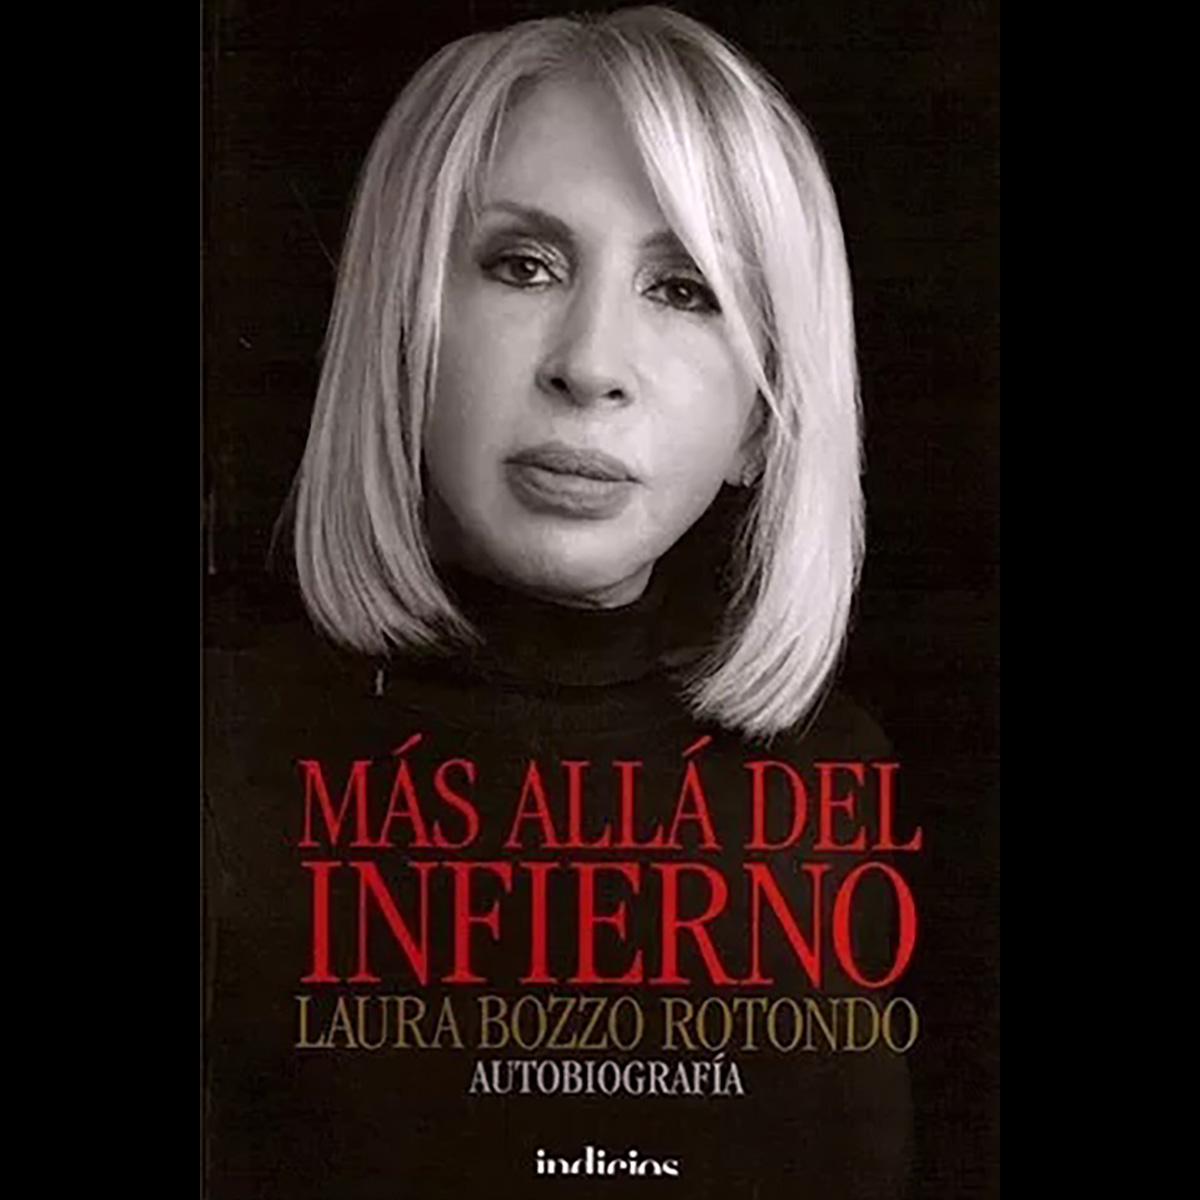 MÁS ALLÁ DEL
INFIERNO
LAURA BOZZO ROTONDO
AUTOBIOGRAFÍA
indicios